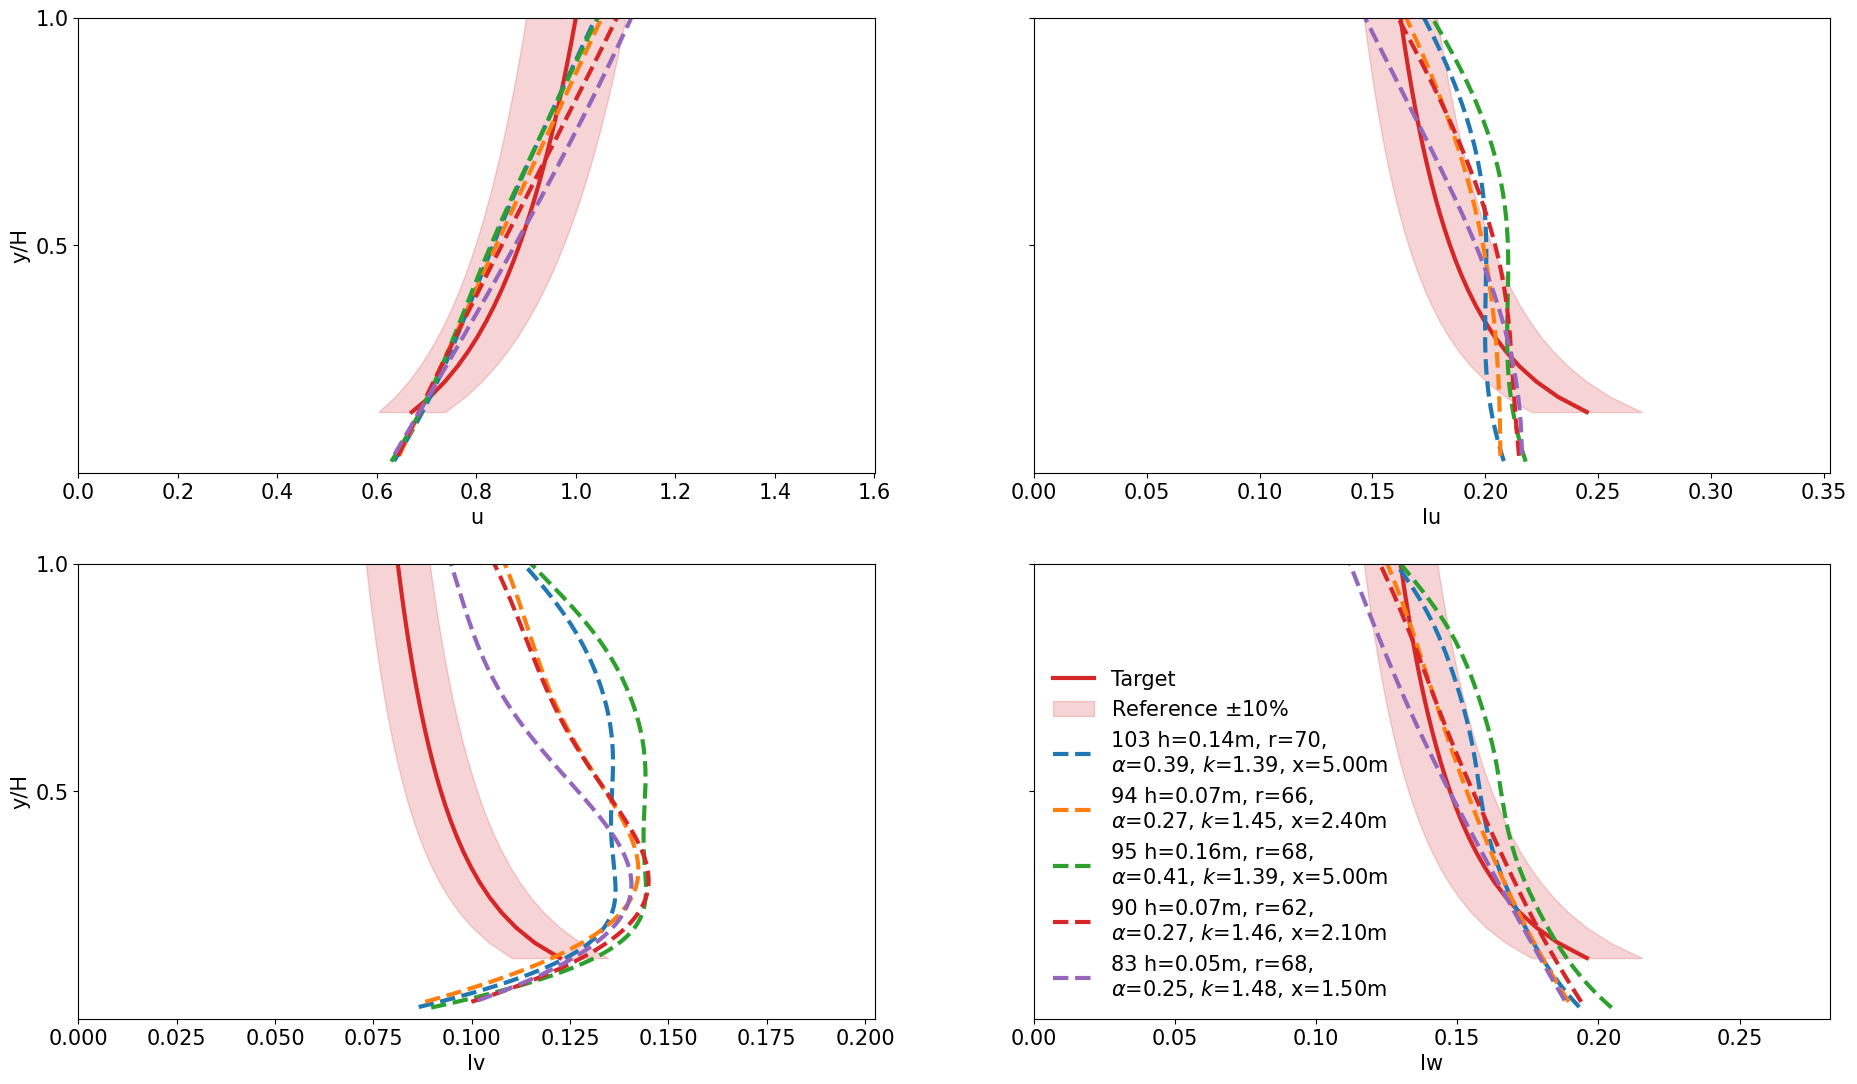 1.0
0.5
y/H
0.0 0.2 0.4 0.6 0.8 1.0 1.2 1.4 1.6
u
0.00 0.05 0.10 0.15 0.20 0.25 0.30 0.35
Iu
1.0
0.5
y/H
0.000 0.025 0.050 0.075 0.100 0.125 0.150 0.175 0.200
Iv
Target
Reference ±10%
103 h=0.14m, r=70,
α=0.39, k=1.39, x=5.00m
94 h=0.07m, r=66,
α=0.27, k=1.45, x=2.40m
95 h=0.16m, r=68,
α=0.41, k=1.39, x=5.00m
90 h=0.07m, r=62,
α=0.27, k=1.46, x=2.10m
83 h=0.05m, r=68,
α=0.25, k=1.48, x=1.50m
0.00 0.05 0.10 0.15 0.20 0.25
Iw